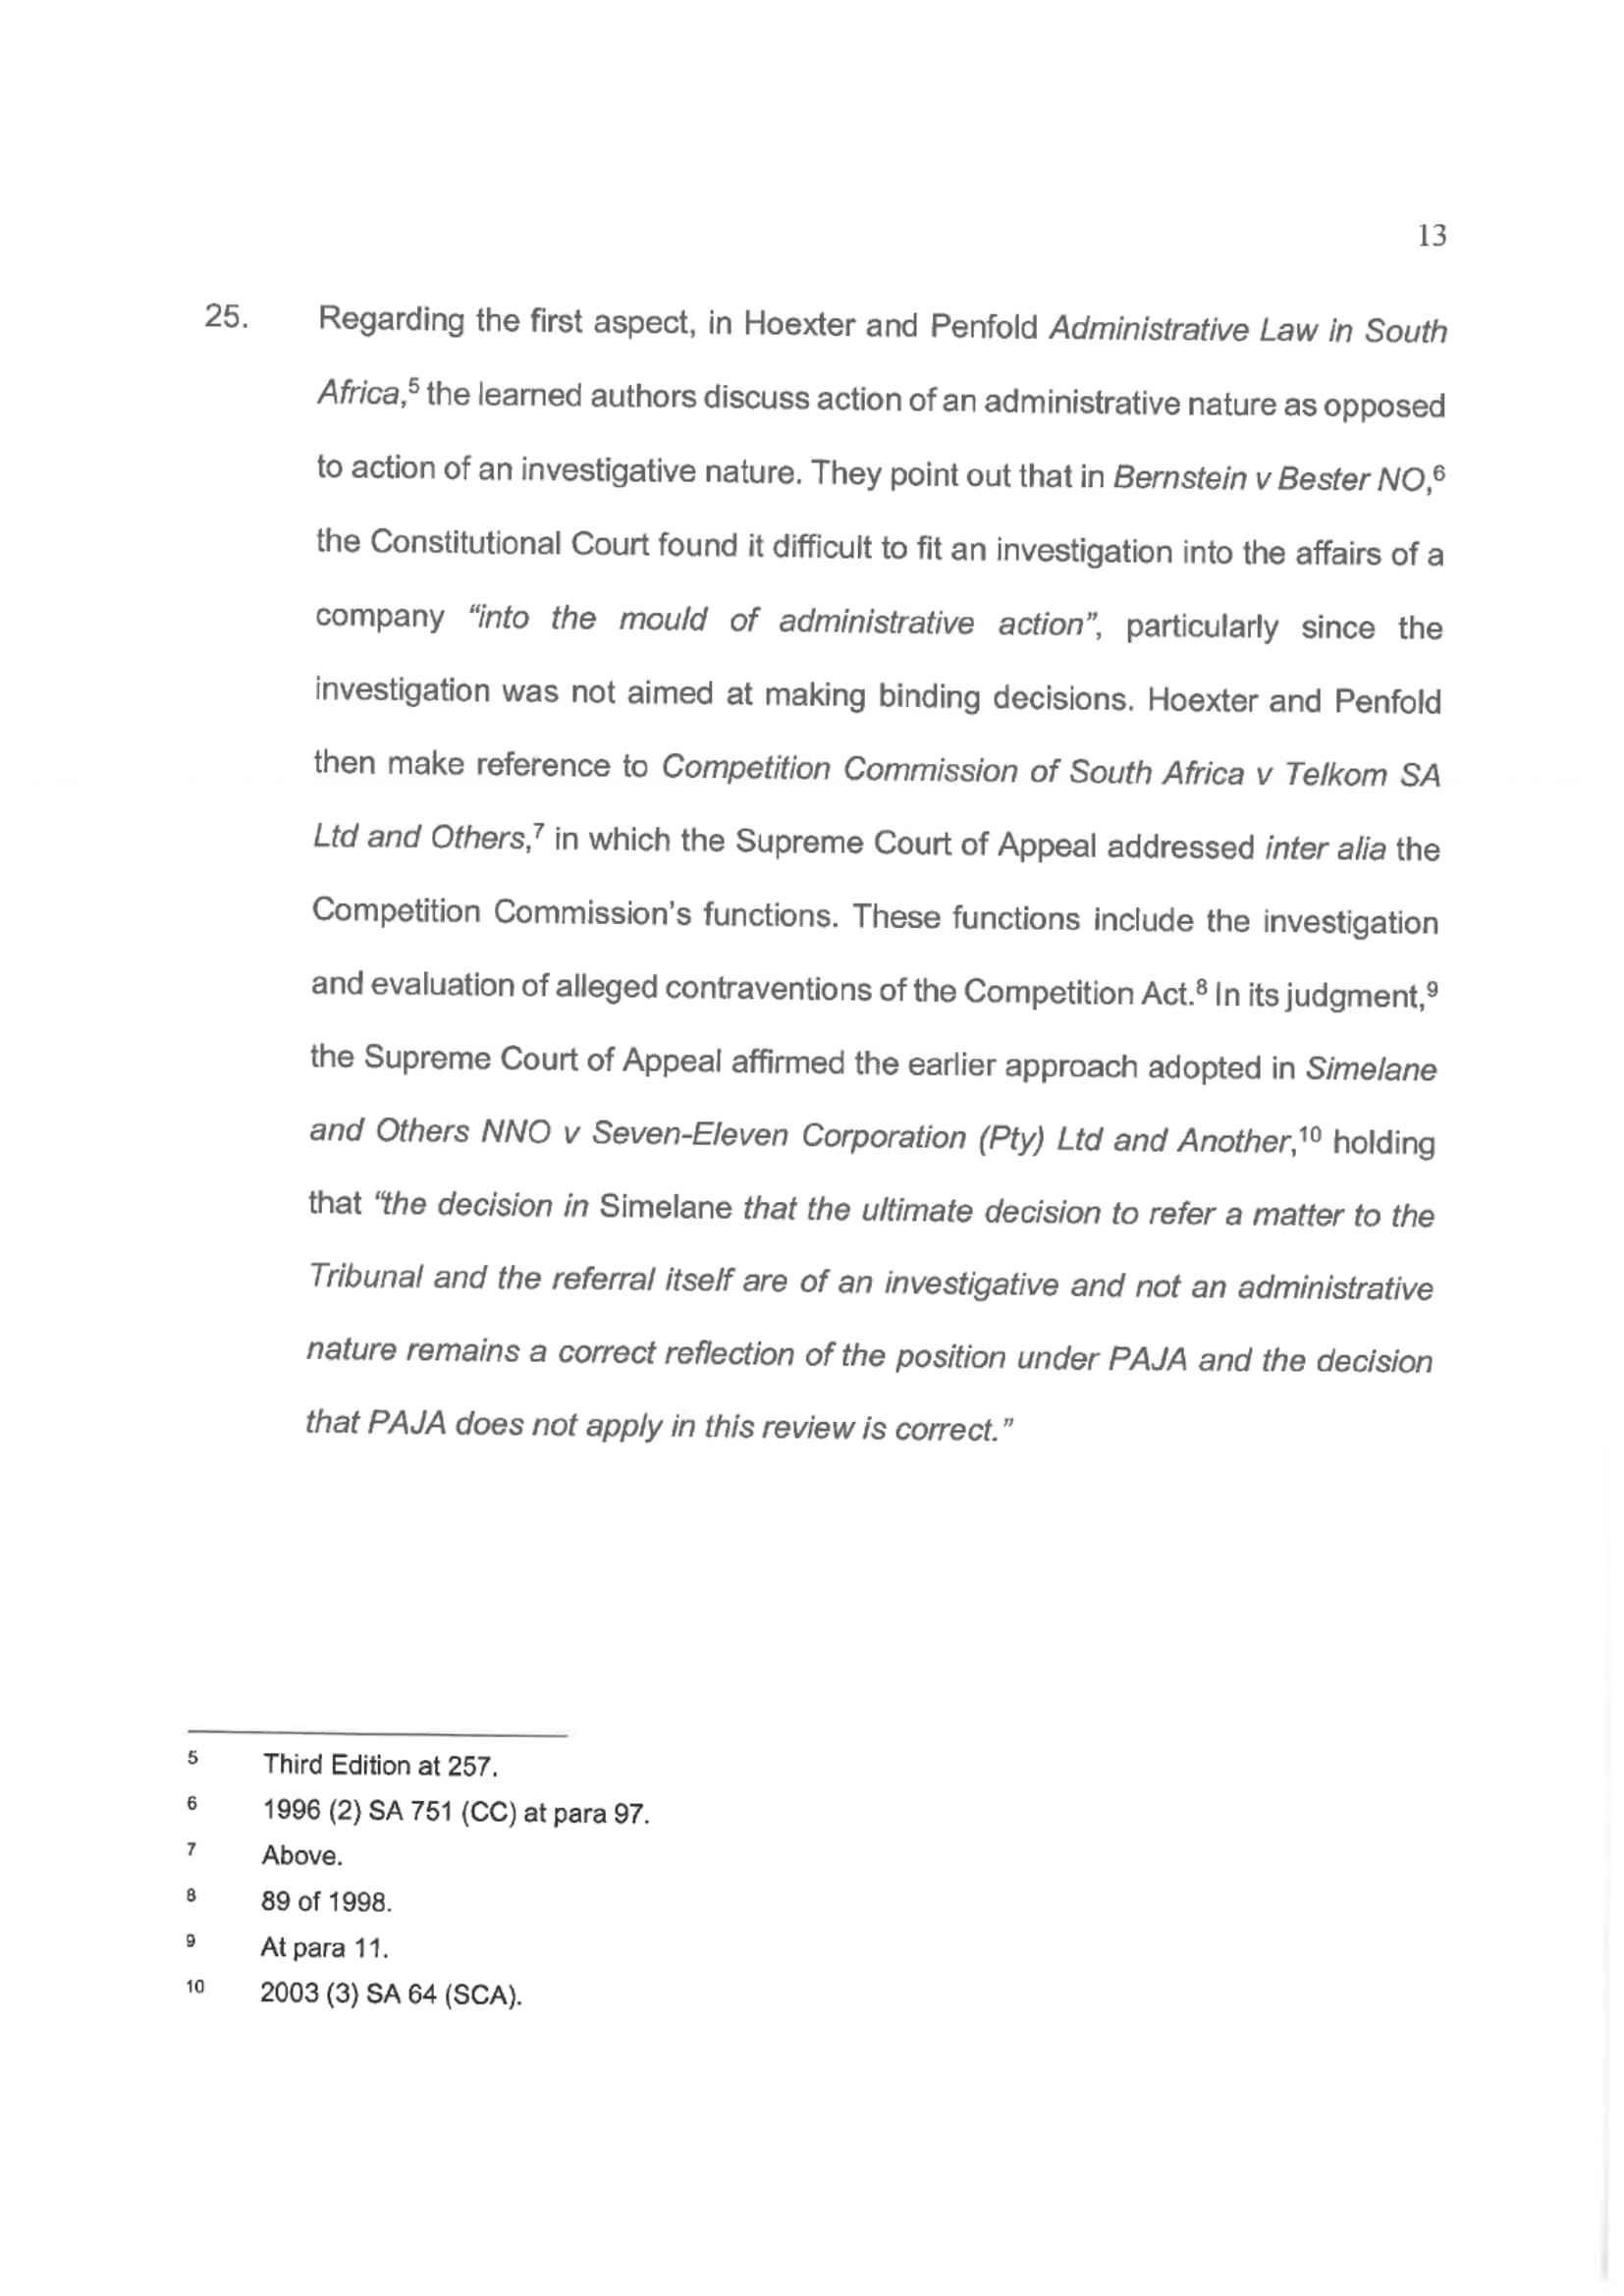 13
25. Regarding the first aspect, in Hoexter and Penfold Administrative Law in South
Africa,⁵ the learned authors discuss action of an administrative nature as opposed
to action of an investigative nature. They point out that in Bernstein v Bester NO,⁶
the Constitutional Court found it difficult to fit an investigation into the affairs of a
company “into the mould of administrative action”, particularly since the
investigation was not aimed at making binding decisions. Hoexter and Penfold
then make reference to Competition Commission of South Africa v Telkom SA
Ltd and Others,⁷ in which the Supreme Court of Appeal addressed inter alia the
Competition Commission’s functions. These functions include the investigation
and evaluation of alleged contraventions of the Competition Act.⁸ In its judgment,⁹
the Supreme Court of Appeal affirmed the earlier approach adopted in Simelane
and Others NNO v Seven-Eleven Corporation (Pty) Ltd and Another,¹⁰ holding
that “the decision in Simelane that the ultimate decision to refer a matter to the
Tribunal and the referral itself are of an investigative and not an administrative
nature remains a correct reflection of the position under PAJA and the decision
that PAJA does not apply in this review is correct.”
5 Third Edition at 257.
6 1996 (2) SA 751 (CC) at para 97.
7 Above.
8 89 of 1998.
9 At para 11.
10 2003 (3) SA 64 (SCA).